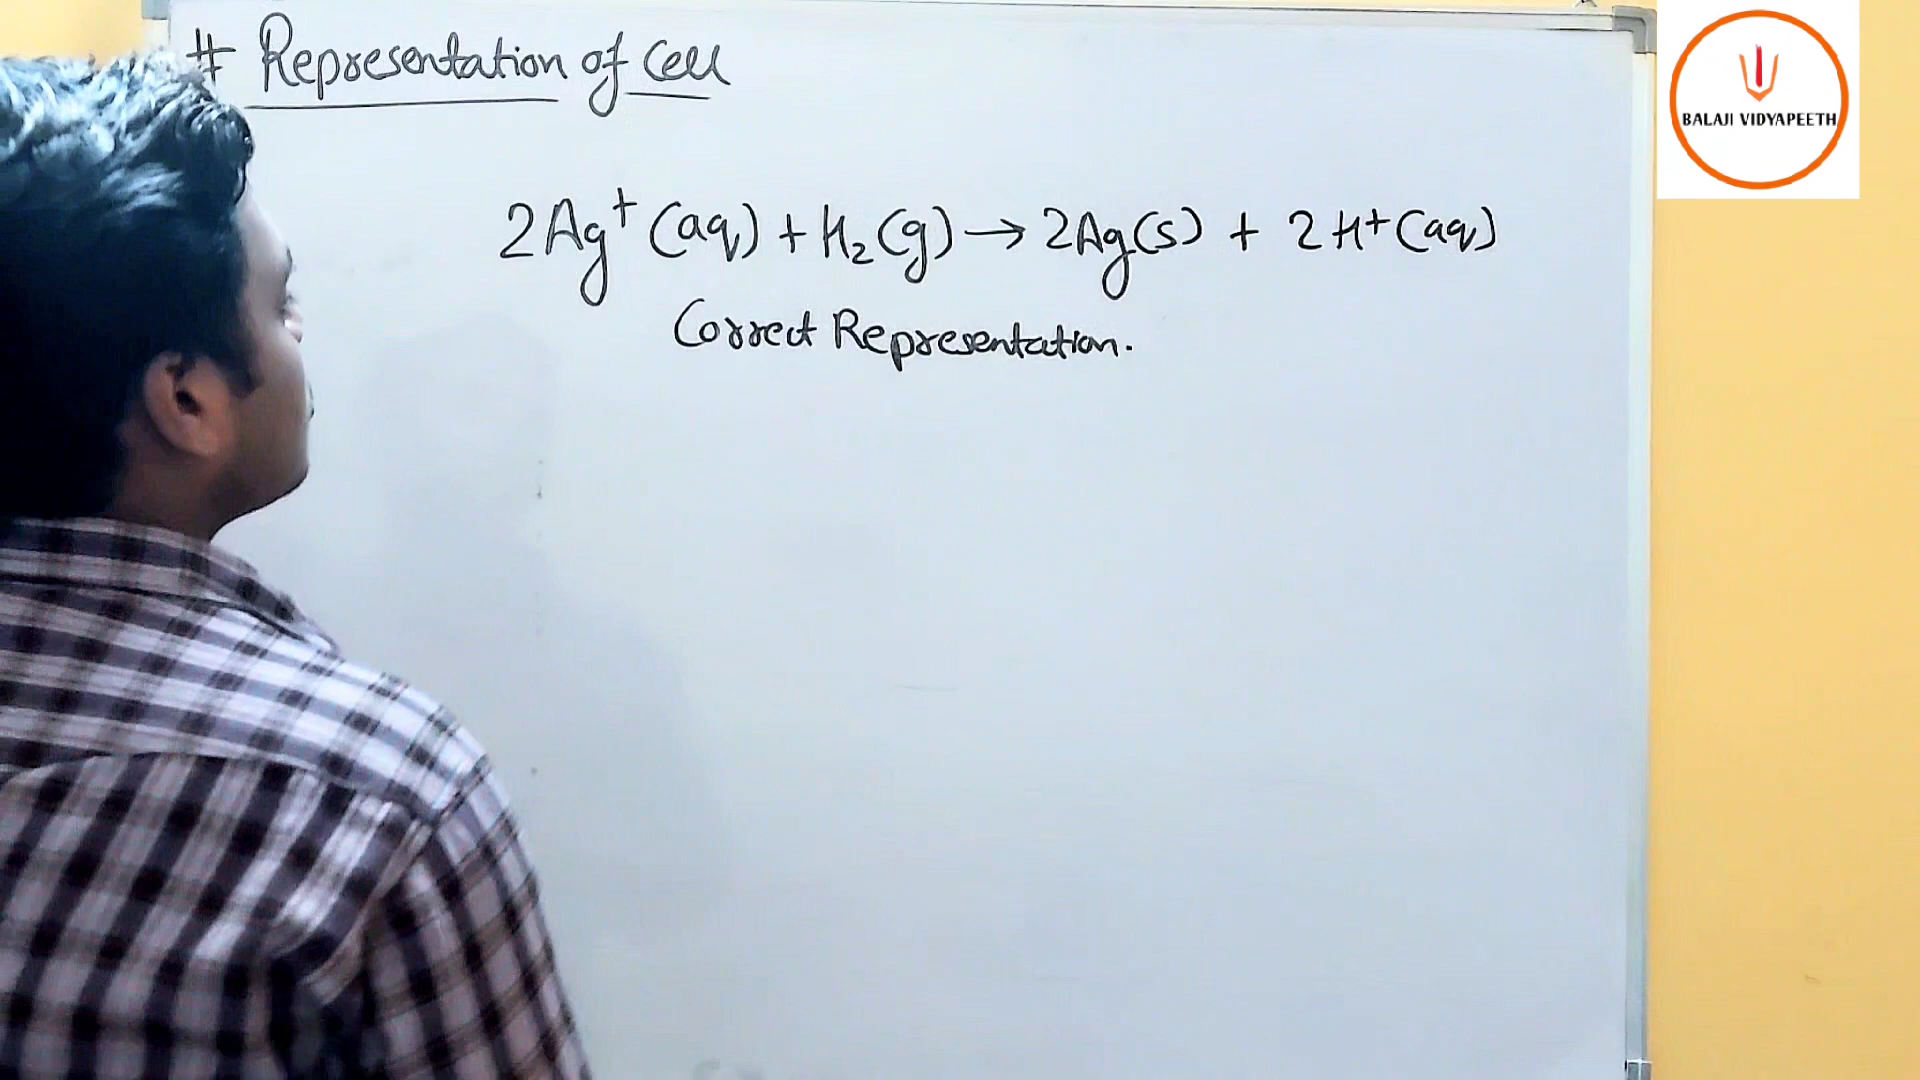 # Representation of Cell
BALAJI VIDYAPEETH
2Ag⁺(aq) + H₂(g) → 2Ag(s) + 2H⁺(aq)
Correct Representation.